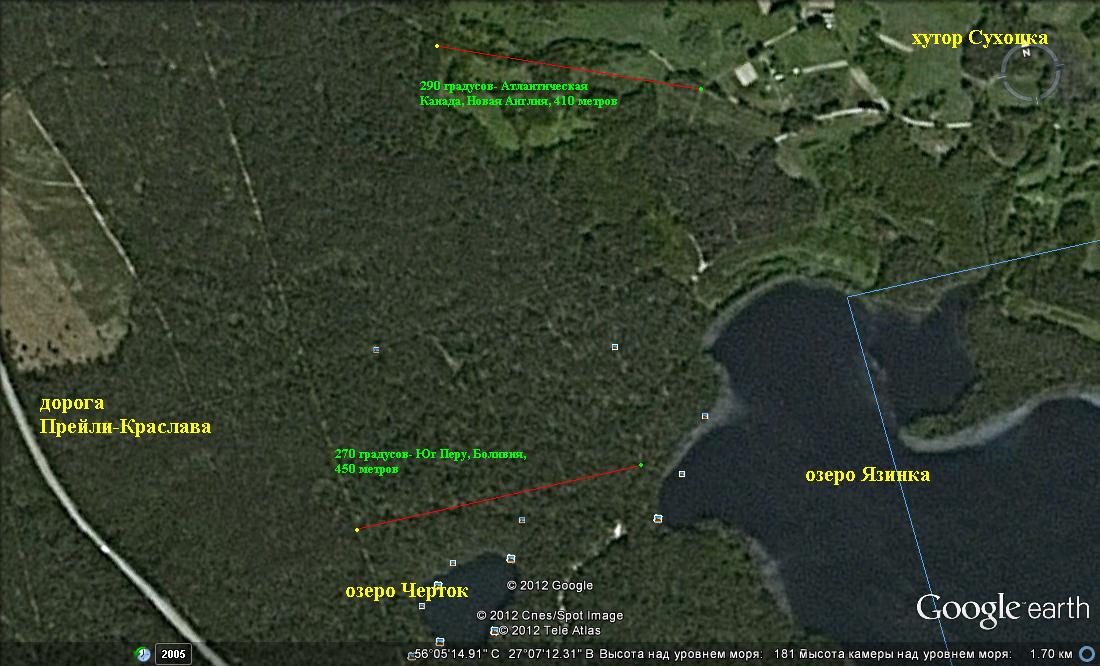 хутор Сухоцка
N
290 градусов- Атлантическая
Канада, Новая Англия, 410 метров
дорога
Прейли-Краслава
270 градусов- Юг Перу, Боливия,
450 метров
озеро Язинка
озеро Черток
© 2012 Google
© 2012 Cnes/Spot Image
© 2012 Tele Atlas
Google earth
2005
56°05'14.91" С 27°07'12.31" В Высота над уровнем моря: 181 м Высота камеры над уровнем моря: 1.70 км